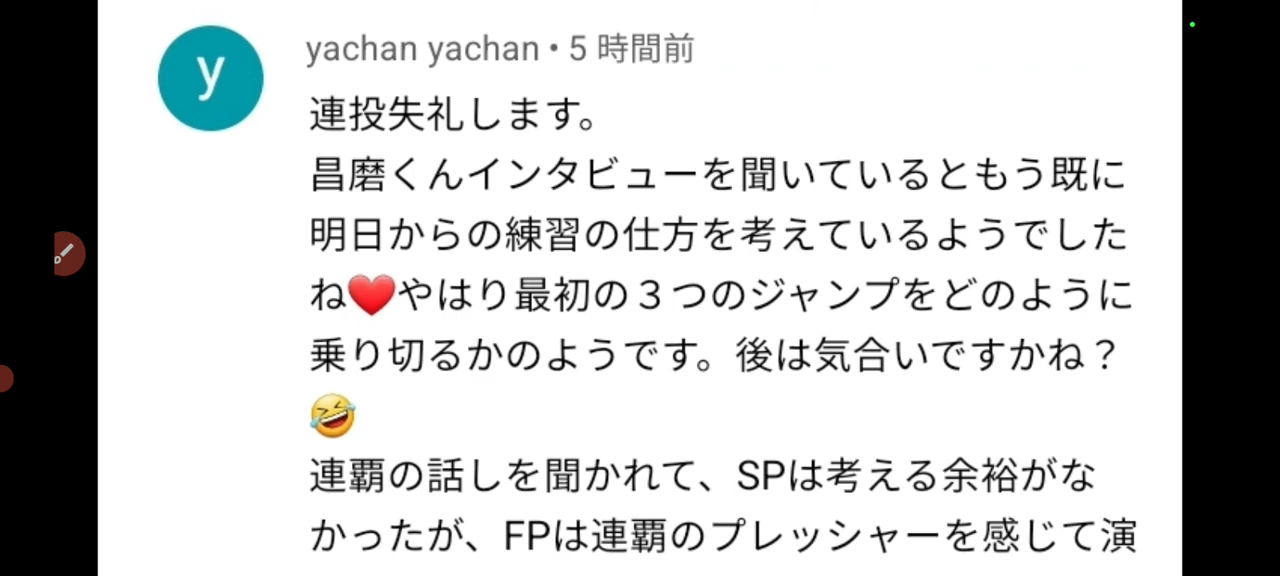 y
yachan yachan • 5 時間前
連投失礼します。
昌磨くんインタビューを聞いているともう既に
明日からの練習の仕方を考えているようでした
ね❤️やはり最初の３つのジャンプをどのように
乗り切るかのようです。後は気合いですかね？
🤣
連覇の話しを聞かれて、SPは考える余裕がな
かったが、FPは連覇のプレッシャーを感じて演